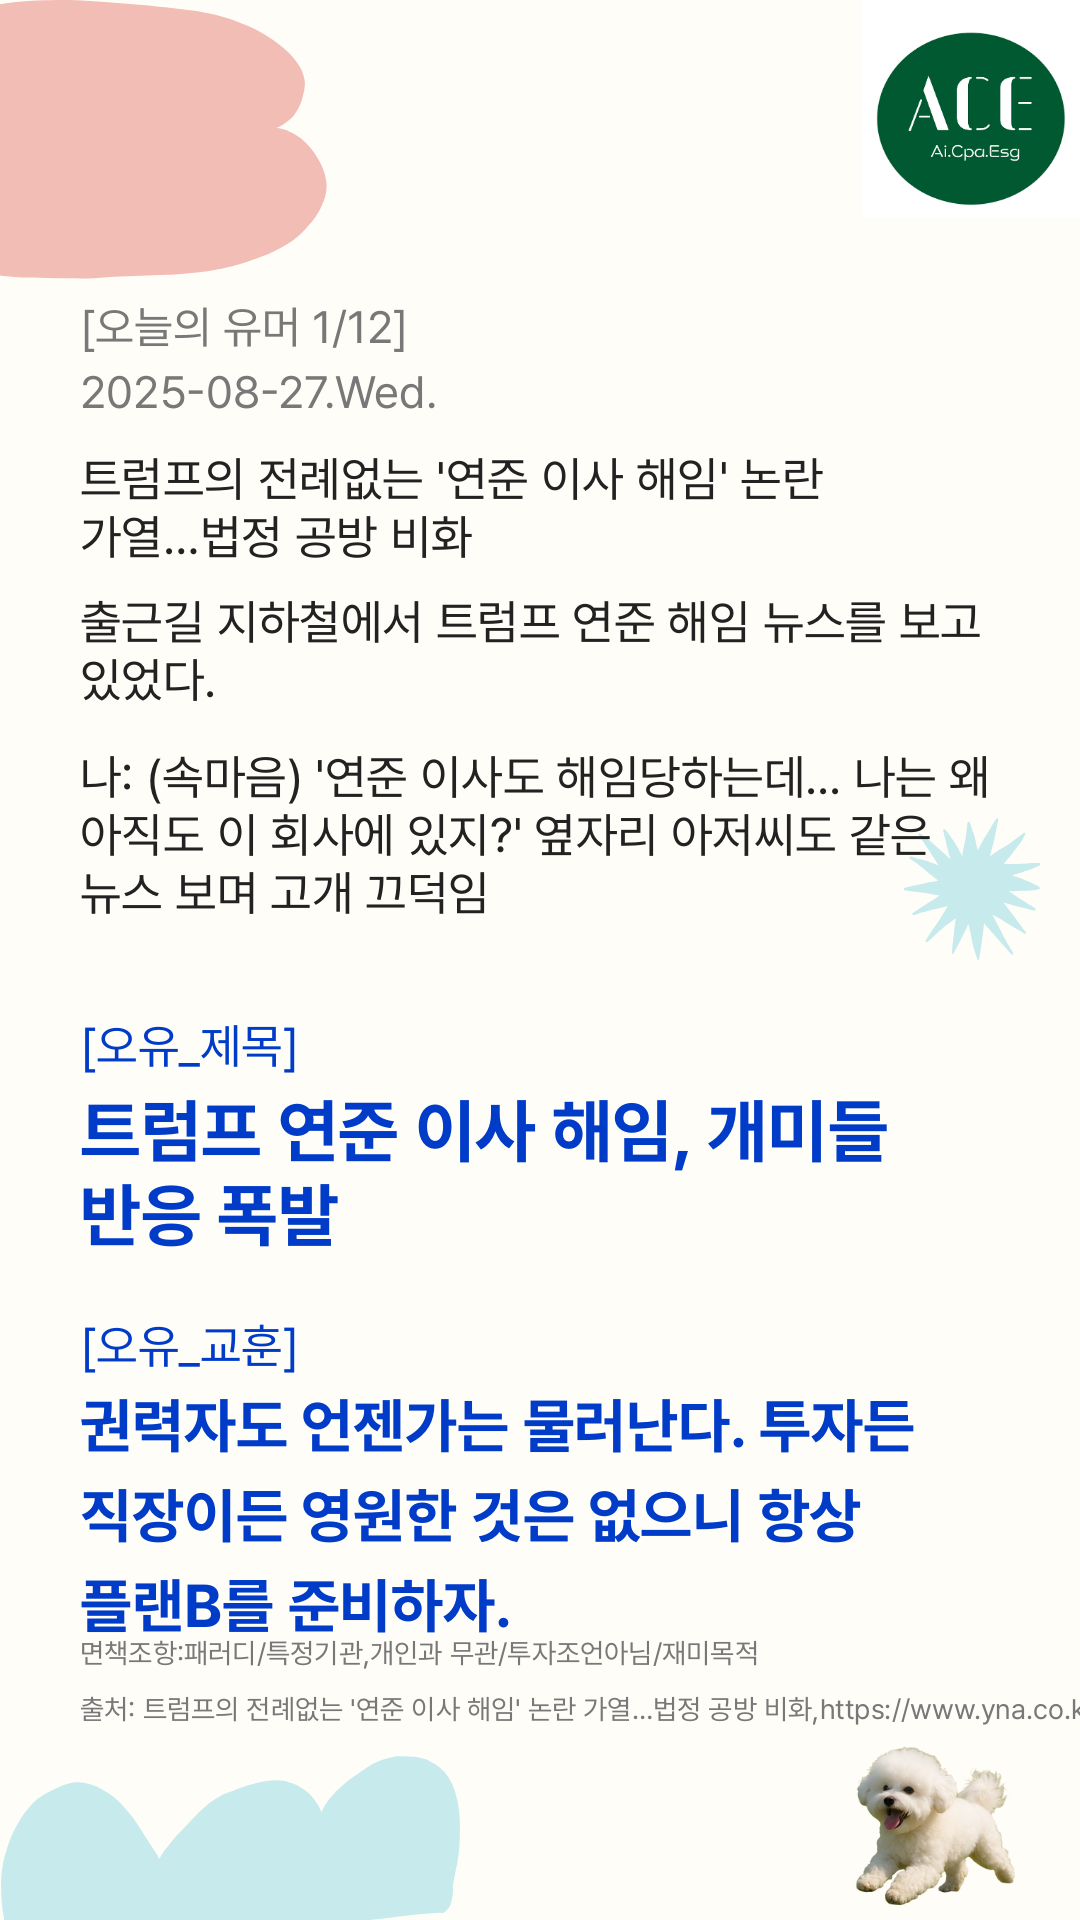 ACE
Ai.Cpa.Esg
[오늘의 유머 1/12]
2025-08-27.Wed.
트럼프의 전례없는 '연준 이사 해임' 논란
가열…법정 공방 비화
출근길 지하철에서 트럼프 연준 해임 뉴스를 보고
있었다.
나: (속마음) '연준 이사도 해임당하는데... 나는 왜
아직도 이 회사에 있지?' 옆자리 아저씨도 같은
뉴스 보며 고개 끄덕임
[오유_제목]
트럼프 연준 이사 해임, 개미들
반응 폭발
[오유_교훈]
권력자도 언젠가는 물러난다. 투자든
직장이든 영원한 것은 없으니 항상
플랜B를 준비하자.
면책조항:패러디/특정기관,개인과 무관/투자조언아님/재미목적
출처: 트럼프의 전례없는 '연준 이사 해임' 논란 가열…법정 공방 비화,https://www.yna.co.k